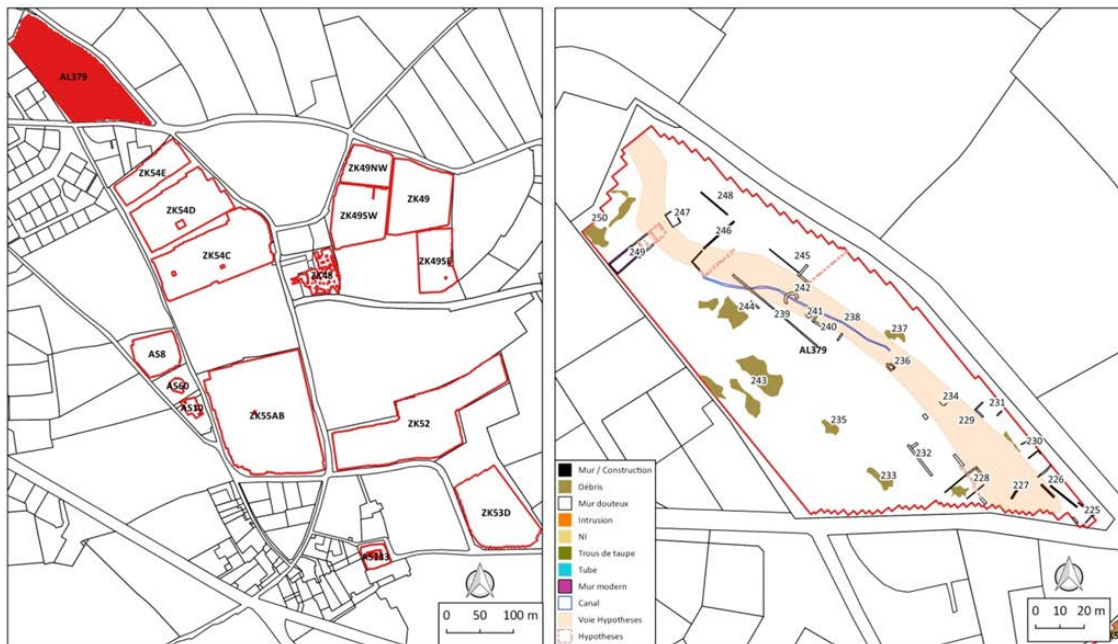 AL379
ZK54E
ZK54D
ZK54C
ZK49NW
ZK49
ZK49SW
ZK49SE
ZK48
AS8
AS60
AS10
ZK55AB
ZK52
ZK53D
0 50 100 m
250
249
247
248
246
245
244
242
241
240
239
238
237
236
AL379
243
235
234
233
232
231
230
229
228
227
226
225
Mur / Construction
Débris
Mur douteux
Intrusion
NI
Trous de taupe
Tube
Mur modern
Canal
Voie Hypotheses
Hypotheses
0 10 20 m